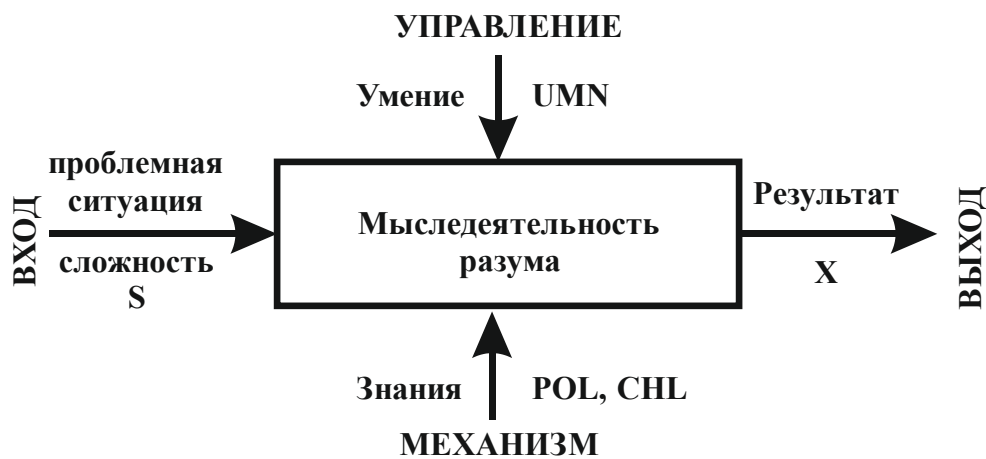 УПРАВЛЕНИЕ
Умение UMN
ВХОД
проблемная
ситуация
сложность
S
Мыследеятельность
разума
Результат
X
ВЫХОД
Знания POL, CHL
МЕХАНИЗМ